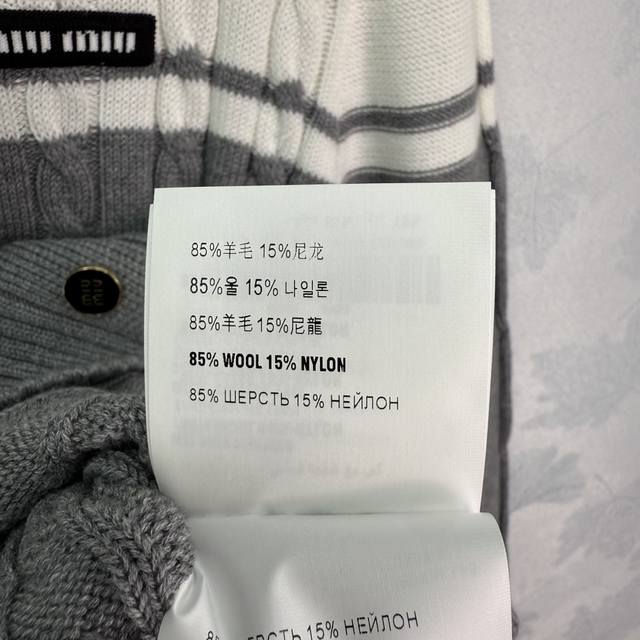 miu miu
85%羊毛 15%尼龙
85%울 15% 나일론
85%羊毛15%尼龍
85% WOOL 15% NYLON
85% ШЕРСТЬ 15% НЕЙЛОН
ШЕРСТЬ 15% НЕЙЛОН